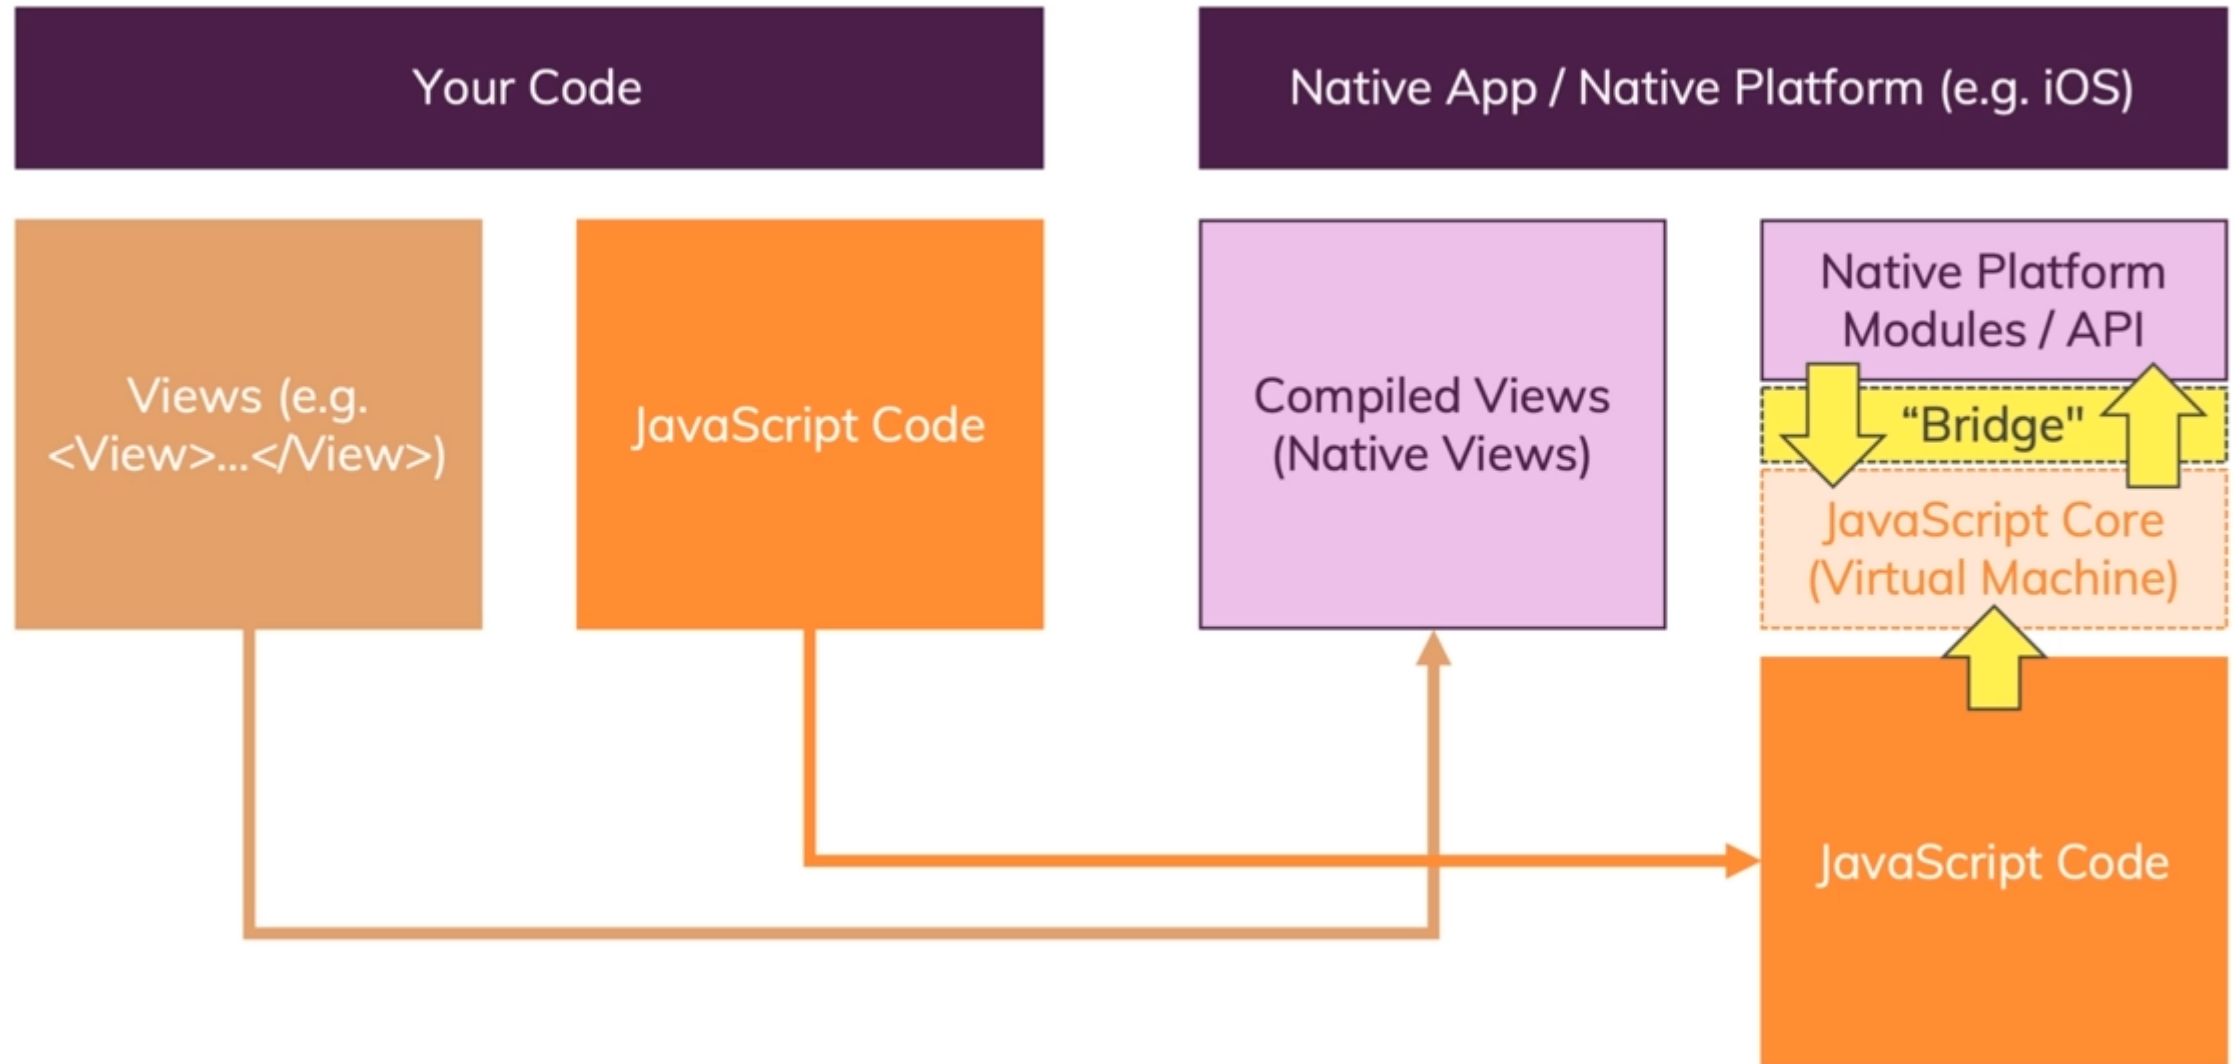 Your Code
Native App / Native Platform (e.g. iOS)
Views (e.g.
<View>...</View>)
JavaScript Code
Compiled Views
(Native Views)
Native Platform
Modules / API
“Bridge"
JavaScript Core
(Virtual Machine)
JavaScript Code